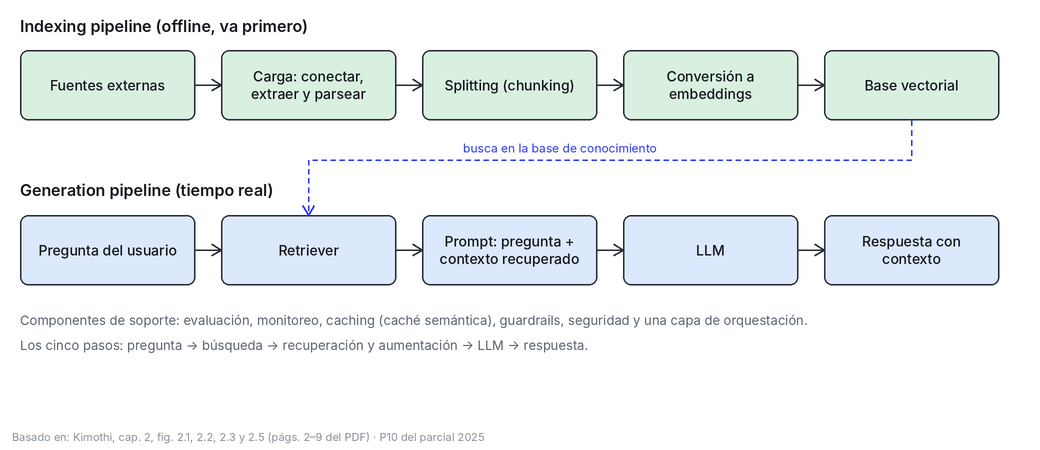 Indexing pipeline (offline, va primero)
Fuentes externas
Carga: conectar,
extraer y parsear
Splitting (chunking)
Conversión a
embeddings
Base vectorial
busca en la base de conocimiento
Generation pipeline (tiempo real)
Pregunta del usuario
Retriever
Prompt: pregunta +
contexto recuperado
LLM
Respuesta con
contexto
Componentes de soporte: evaluación, monitoreo, caching (caché semántica), guardrails, seguridad y una capa de orquestación.
Los cinco pasos: pregunta → búsqueda → recuperación y aumentación → LLM → respuesta.
Basado en: Kimothi, cap. 2, fig. 2.1, 2.2, 2.3 y 2.5 (págs. 2–9 del PDF) · P10 del parcial 2025